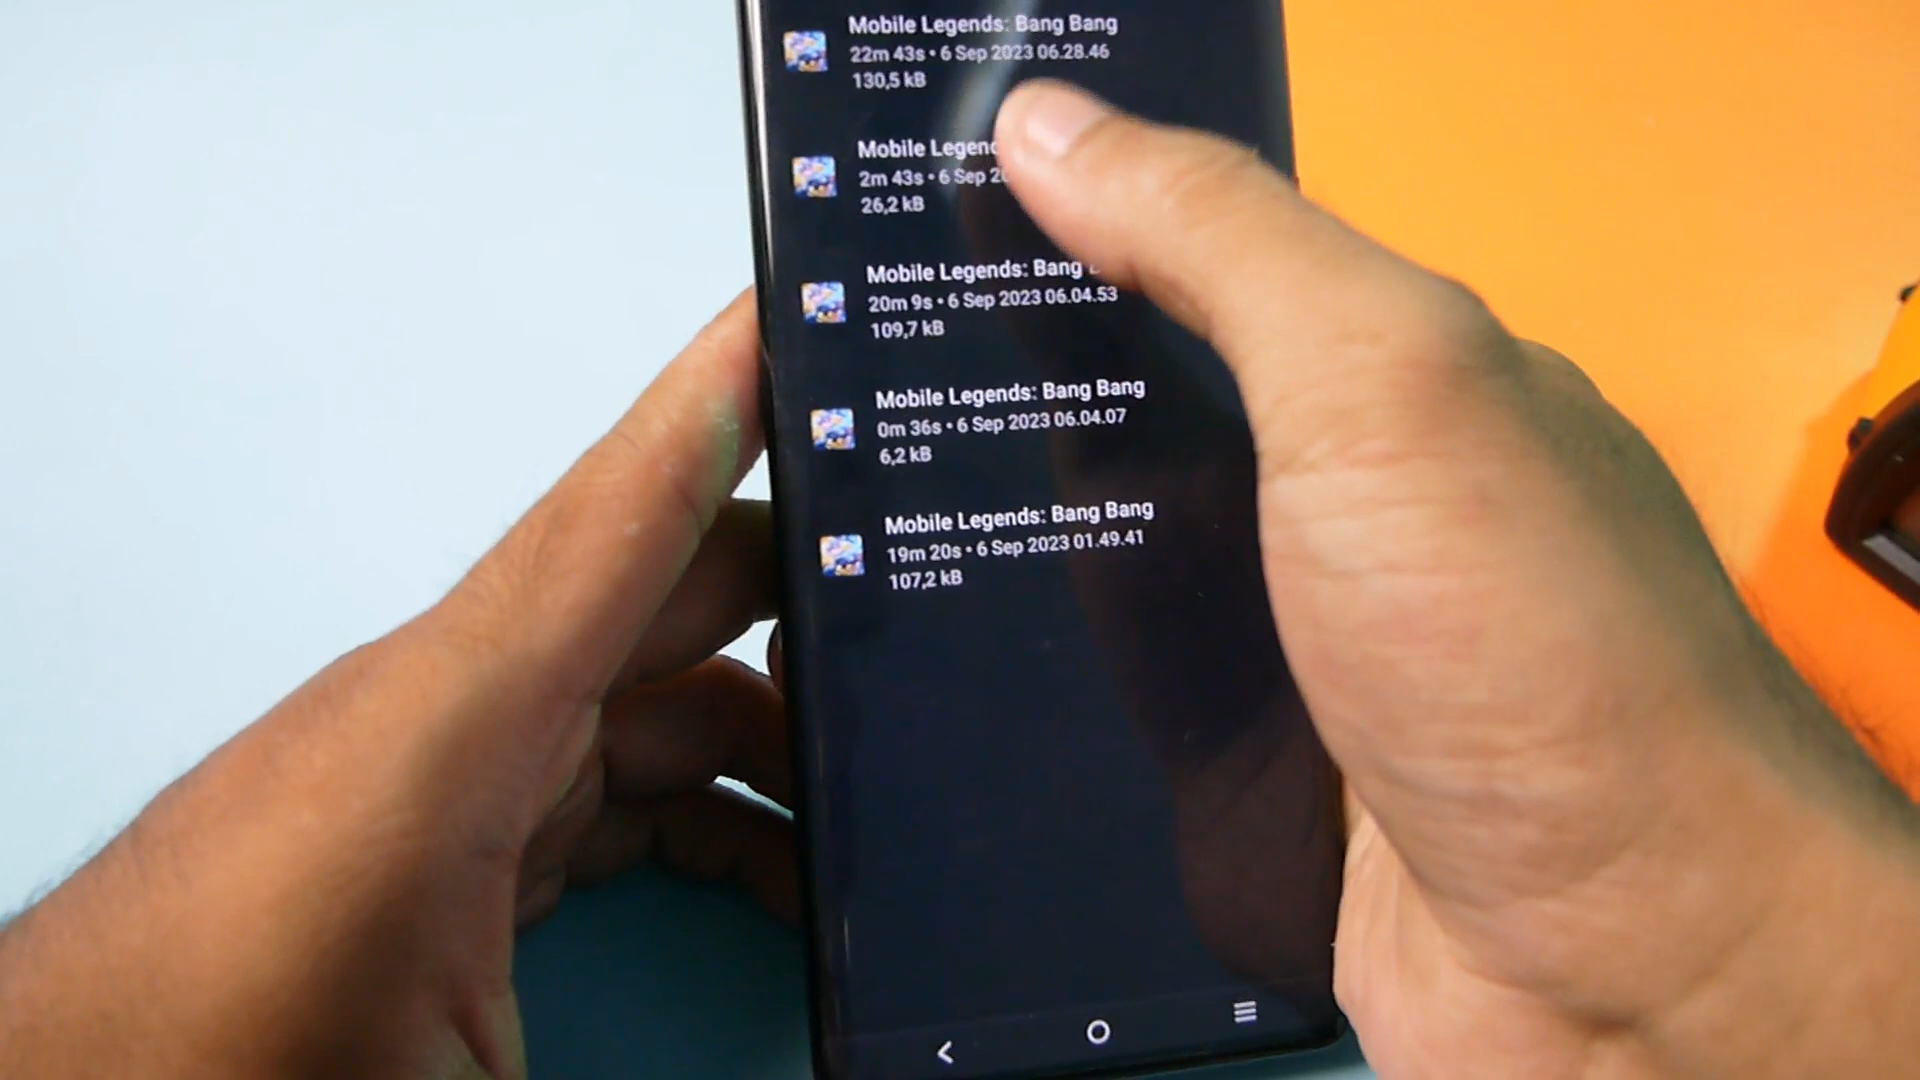 Mobile Legends: Bang Bang
22m 43s • 6 Sep 2023 06.28.46
130,5 kB
Mobile
2m 43s • 6 Sep
26,2 kB
Mobile Legends: Bang
20m 9s • 6 Sep 2023 06.04.53
109,7 kB
Mobile Legends: Bang Bang
0m 36s • 6 Sep 2023 06.04.07
6,2 kB
Mobile Legends: Bang Bang
19m 20s • 6 Sep 2023 01.49.41
107,2 kB